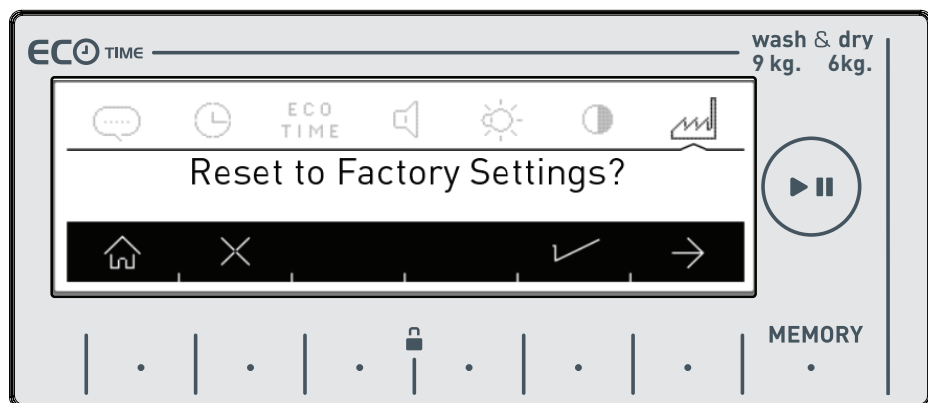 ECO TIME
wash & dry
9 kg. 6kg.
ECO
TIME
Reset to Factory Settings?
MEMORY